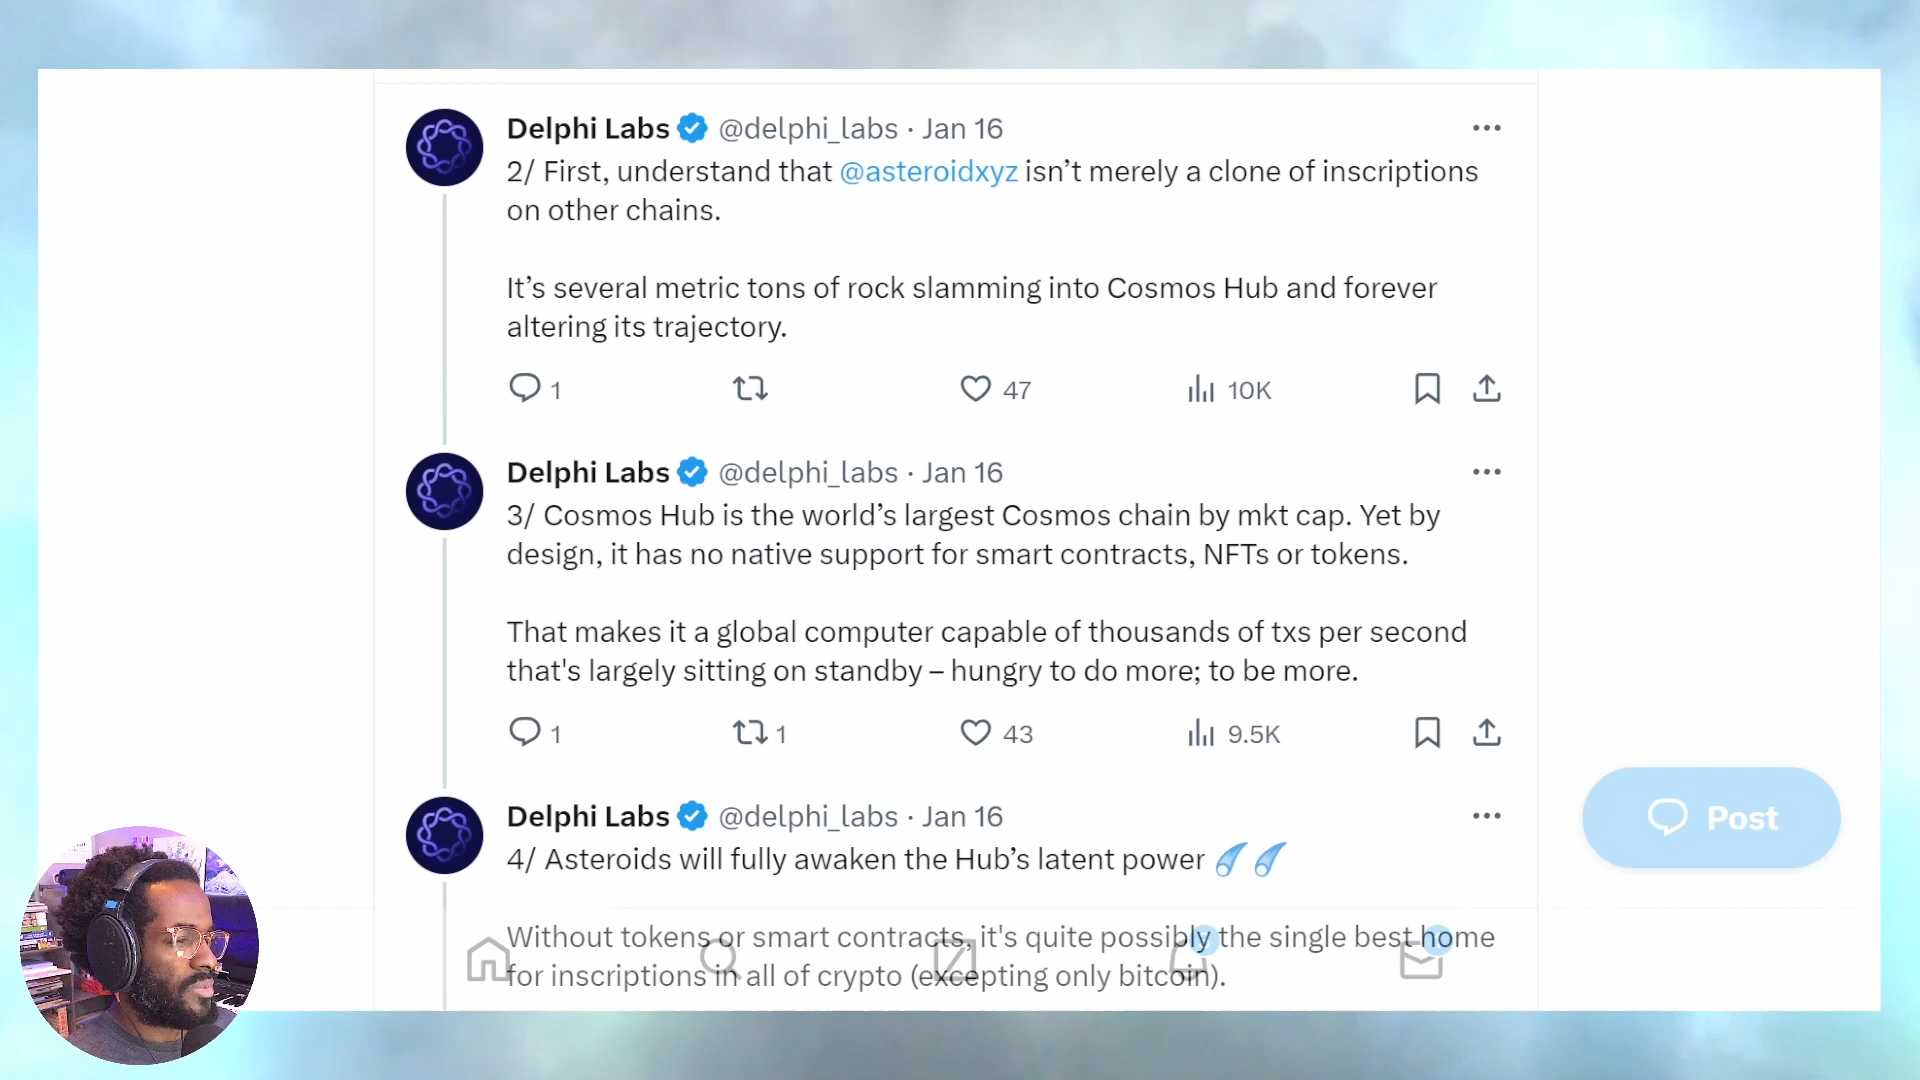 Delphi Labs @delphi_labs · Jan 16
2/ First, understand that @asteroidxyz isn’t merely a clone of inscriptions
on other chains.
It’s several metric tons of rock slamming into Cosmos Hub and forever
altering its trajectory.
1 47 10K
Delphi Labs @delphi_labs · Jan 16
3/ Cosmos Hub is the world’s largest Cosmos chain by mkt cap. Yet by
design, it has no native support for smart contracts, NFTs or tokens.
That makes it a global computer capable of thousands of txs per second
that's largely sitting on standby – hungry to do more; to be more.
1 1 43 9.5K
Post
Delphi Labs @delphi_labs · Jan 16
4/ Asteroids will fully awaken the Hub’s latent power
Without tokens or smart contracts, it's quite possibly the single best home
for inscriptions in all of crypto (excepting only bitcoin).